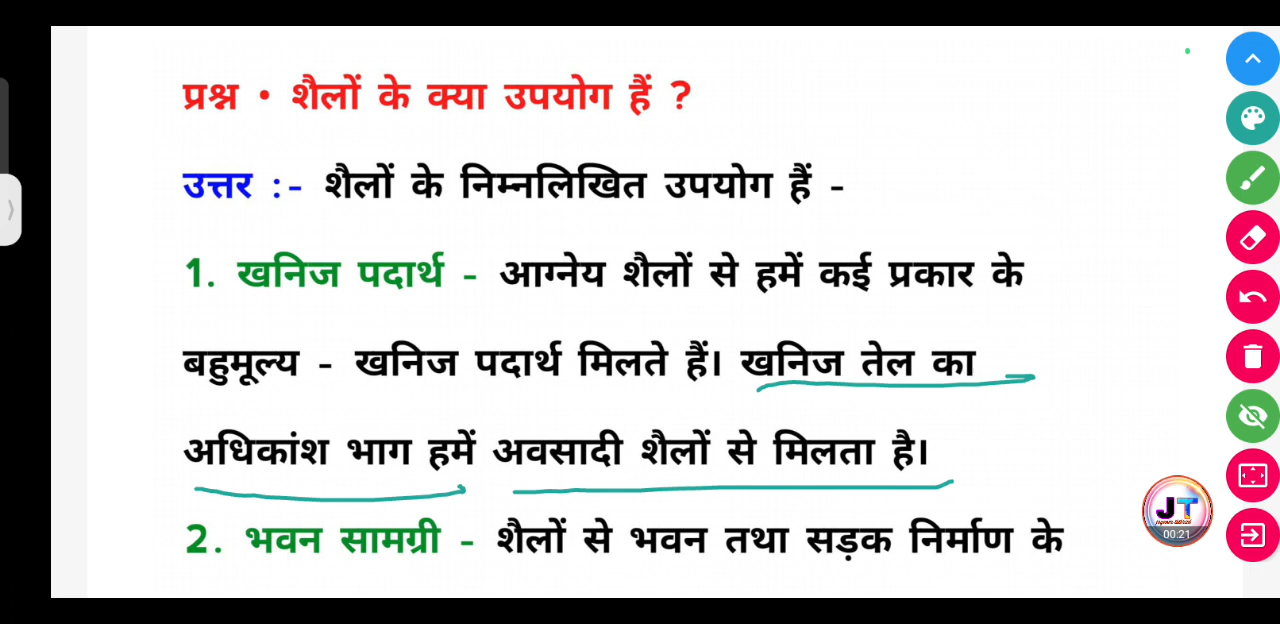 प्रश्न • शैलों के क्या उपयोग हैं ?
उत्तर :- शैलों के निम्नलिखित उपयोग हैं -
1. खनिज पदार्थ - आग्नेय शैलों से हमें कई प्रकार के
बहुमूल्य - खनिज पदार्थ मिलते हैं। खनिज तेल का
अधिकांश भाग हमें अवसादी शैलों से मिलता है।
2. भवन सामग्री - शैलों से भवन तथा सड़क निर्माण के
JT
00:21